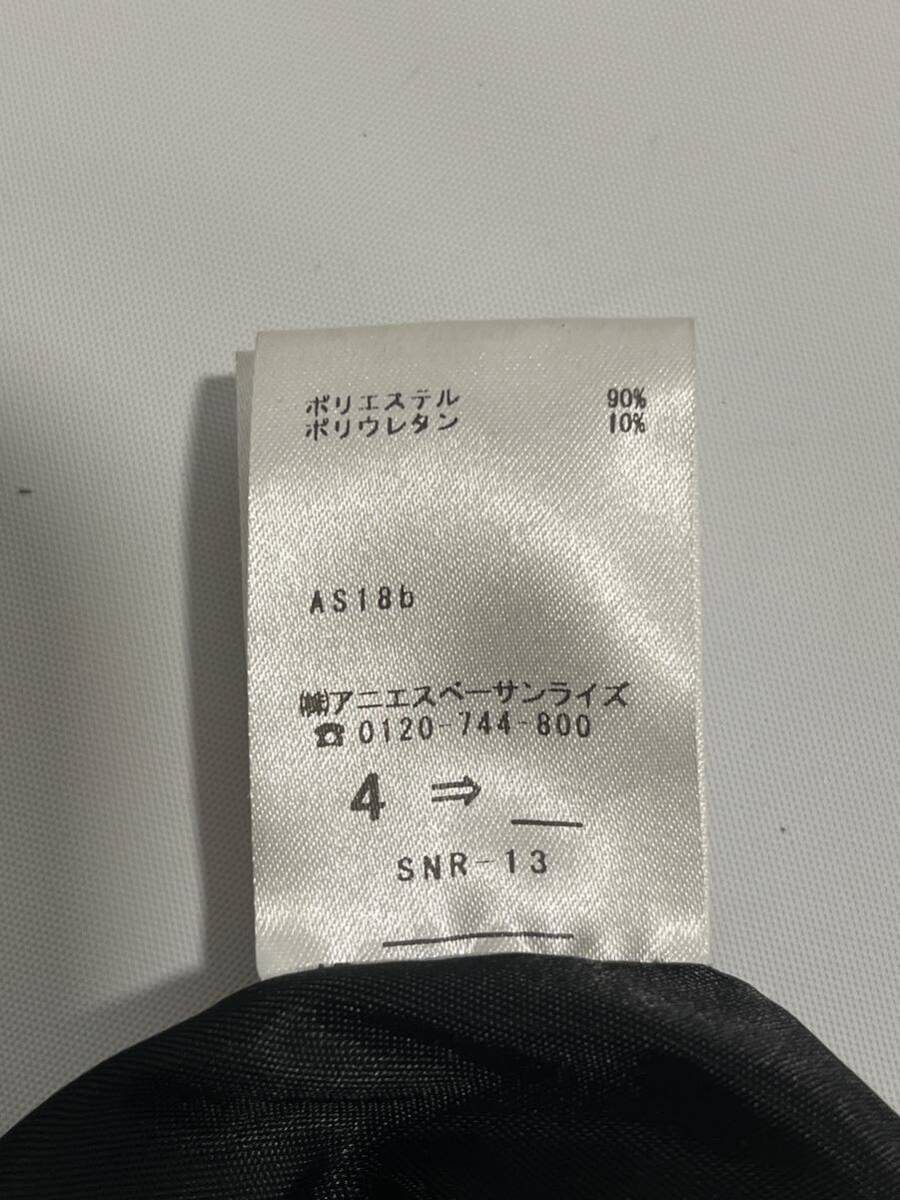 ポリエステル 90%
ポリウレタン 10%
AS18b
㈱アニエスベーサンライズ
☎0120-744-800
4 ⇒
SNR-13